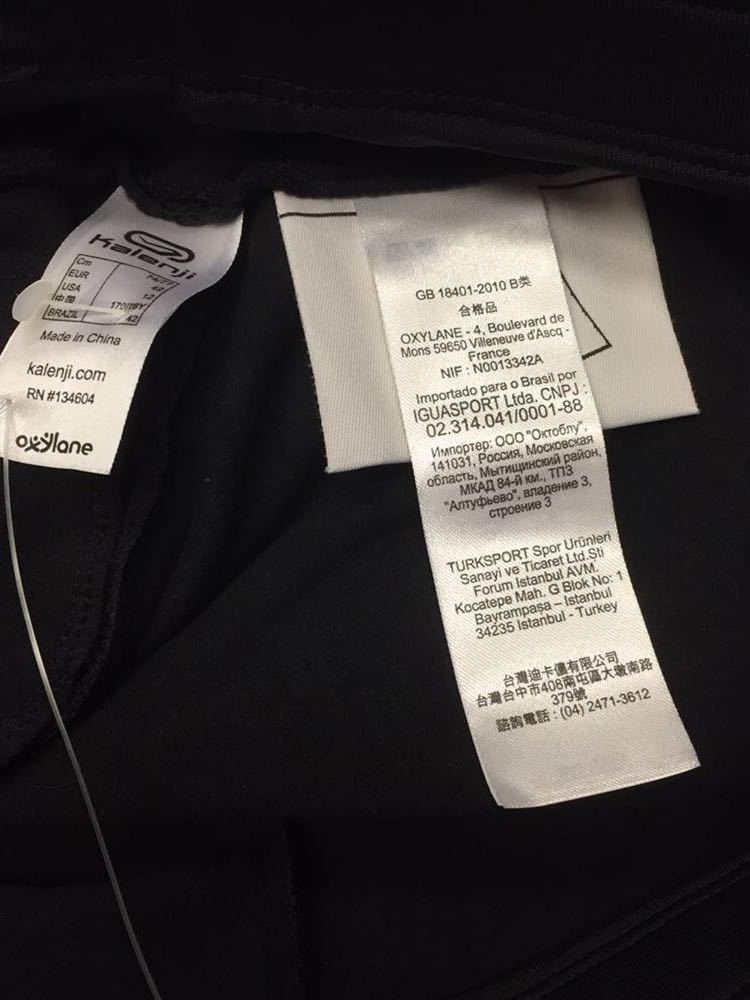 Kalenji
Cm
EUR 42
USA 12
中国
BRAZIL 42
Made in China
kalenji.com
RN #134604
oxylane
GB 18401-2010 B类
合格品
OXYLANE - 4, Boulevard de
Mons 59650 Villeneuve d'Ascq -
France
NIF : N0013342A
Importado para o Brasil por
IGUASPORT Ltda. CNPJ :
02.314.041/0001-88
Импортер: ООО "Октоблу",
141031, Россия, Московская
область, Мытищинский район,
МКАД 84-й км., ТПЗ
"Алтуфьево", владение 3,
строение 3
TURKSPORT Spor Urünleri
Sanayi ve Ticaret Ltd.Sti
Forum Istanbul AVM.
Kocatepe Mah. G Blok No: 1
Bayrampaşa – Istanbul
34235 Istanbul - Turkey
台灣迪卡儂有限公司
台灣台中市408南屯區大墩南路
379號
諮詢電話 : (04) 2471-3612